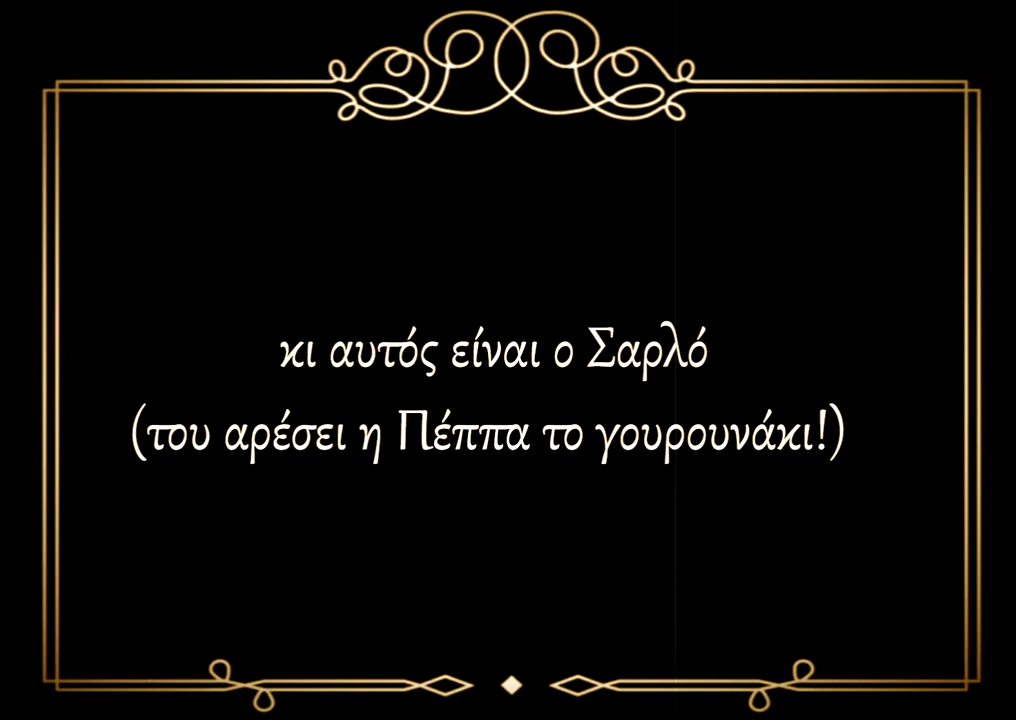 κι αυτός είναι ο Σαρλό
(του αρέσει η Πέππα το γουρουνάκι!)